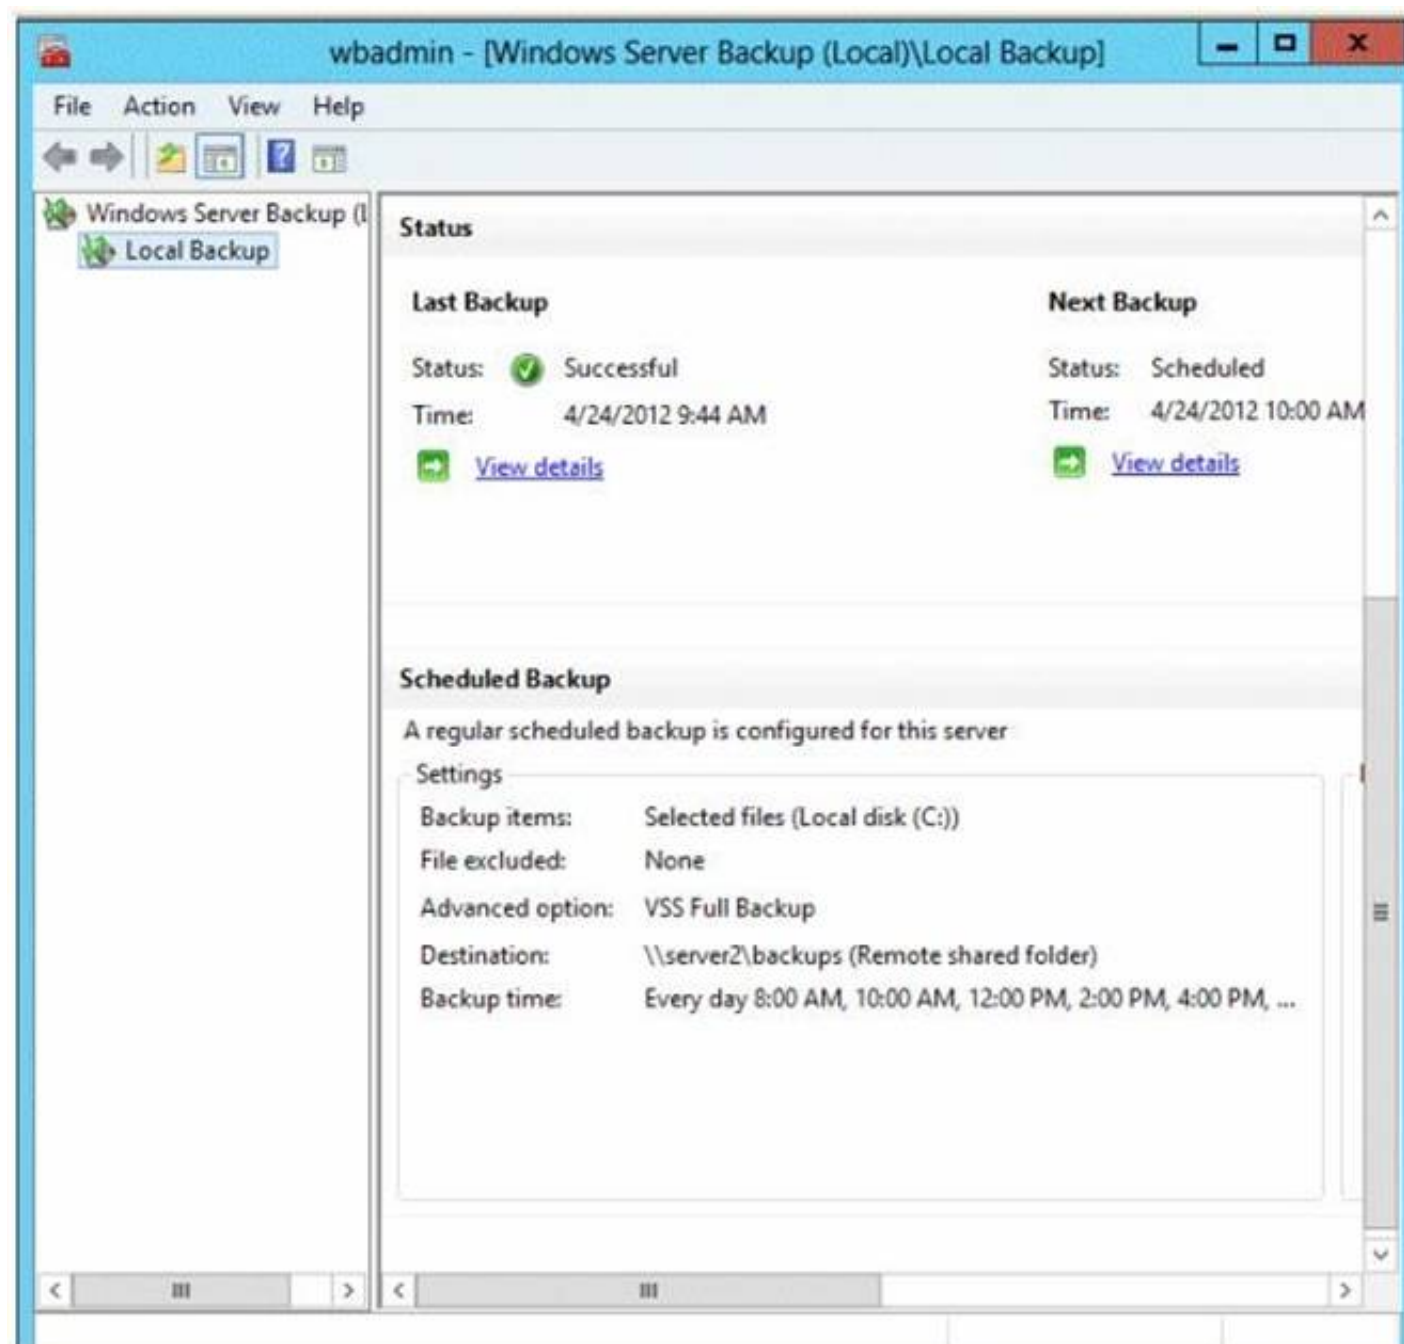 wbadmin - [Windows Server Backup (Local)\Local Backup]
File Action View Help
Windows Server Backup (l
Local Backup
Status
Last Backup
Next Backup
Status: Successful
Status: Scheduled
Time: 4/24/2012 9:44 AM
Time: 4/24/2012 10:00 AM
View details
View details
Scheduled Backup
A regular scheduled backup is configured for this server
Settings
Backup items: Selected files (Local disk (C:))
File excluded: None
Advanced option: VSS Full Backup
Destination: \\server2\backups (Remote shared folder)
Backup time: Every day 8:00 AM, 10:00 AM, 12:00 PM, 2:00 PM, 4:00 PM, ...